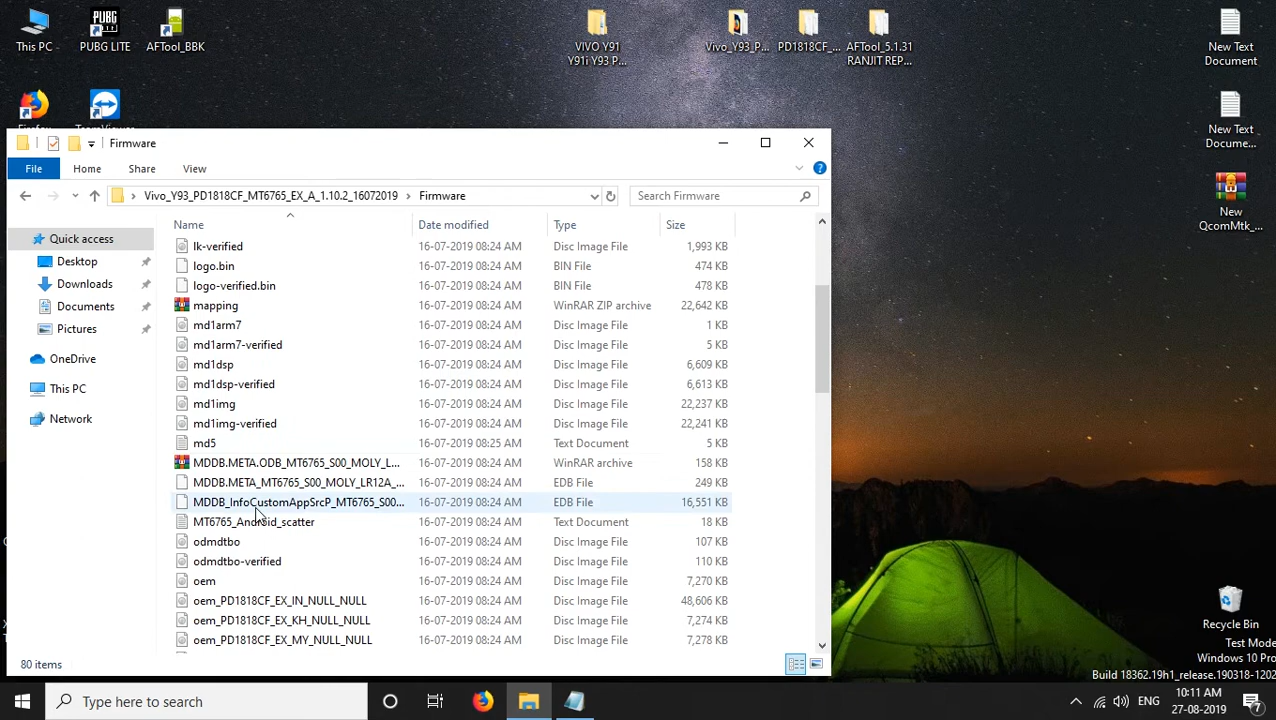 This PC
PUBG LITE
AFTool_BBK
VIVO Y91
Y91i Y93 P...
Vivo_Y93_P...
PD1818CF_...
AFTool_5.1.31
RANJIT REP...
New Text
Document
Firefox
New Text
Docume...
New
QcomMtk_...
Firmware
File
Home
Share
View
Vivo_Y93_PD1818CF_MT6765_EX_A_1.10.2_16072019
Firmware
Search Firmware
Name
Date modified
Type
Size
Quick access
Desktop
Downloads
Documents
Pictures
OneDrive
This PC
Network
lk-verified 16-07-2019 08:24 AM Disc Image File 1,993 KB
logo.bin 16-07-2019 08:24 AM BIN File 474 KB
logo-verified.bin 16-07-2019 08:24 AM BIN File 478 KB
mapping 16-07-2019 08:24 AM WinRAR ZIP archive 22,642 KB
md1arm7 16-07-2019 08:24 AM Disc Image File 1 KB
md1arm7-verified 16-07-2019 08:24 AM Disc Image File 5 KB
md1dsp 16-07-2019 08:24 AM Disc Image File 6,609 KB
md1dsp-verified 16-07-2019 08:24 AM Disc Image File 6,613 KB
md1img 16-07-2019 08:24 AM Disc Image File 22,237 KB
md1img-verified 16-07-2019 08:24 AM Disc Image File 22,241 KB
md5 16-07-2019 08:25 AM Text Document 5 KB
MDDB.META.ODB_MT6765_S00_MOLY_L... 16-07-2019 08:24 AM WinRAR archive 158 KB
MDDB.META_MT6765_S00_MOLY_LR12A_... 16-07-2019 08:24 AM EDB File 249 KB
MDDB_InfoCustomAppSrcP_MT6765_S00... 16-07-2019 08:24 AM EDB File 16,551 KB
MT6765_Android_scatter 16-07-2019 08:24 AM Text Document 18 KB
odmdtbo 16-07-2019 08:24 AM Disc Image File 107 KB
odmdtbo-verified 16-07-2019 08:24 AM Disc Image File 110 KB
oem 16-07-2019 08:24 AM Disc Image File 7,270 KB
oem_PD1818CF_EX_IN_NULL_NULL 16-07-2019 08:24 AM Disc Image File 48,606 KB
oem_PD1818CF_EX_KH_NULL_NULL 16-07-2019 08:24 AM Disc Image File 7,274 KB
oem_PD1818CF_EX_MY_NULL_NULL 16-07-2019 08:24 AM Disc Image File 7,278 KB
80 items
Recycle Bin
Test Mode
Windows 10 Pro
Build 18362.19h1_release.190318-1202
Type here to search
ENG
10:11 AM
27-08-2019
7